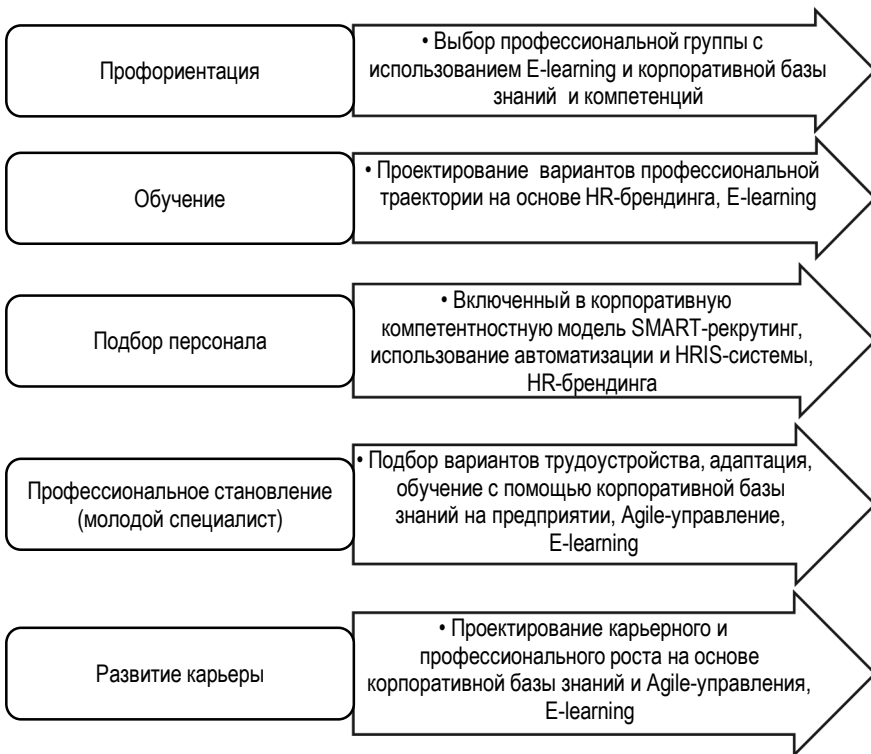 Профориентация
• Выбор профессиональной группы с
использованием E-learning и корпоративной базы
знаний и компетенций
Обучение
• Проектирование вариантов профессиональной
траектории на основе HR-брендинга, E-learning
Подбор персонала
• Включенный в корпоративную
компетентностную модель SMART-рекрутинг,
использование автоматизации и HRIS-системы,
HR-брендинга
Профессиональное становление
(молодой специалист)
• Подбор вариантов трудоустройства, адаптация,
обучение с помощью корпоративной базы
знаний на предприятии, Agile-управление,
E-learning
Развитие карьеры
• Проектирование карьерного и
профессионального роста на основе
корпоративной базы знаний и Agile-управления,
E-learning